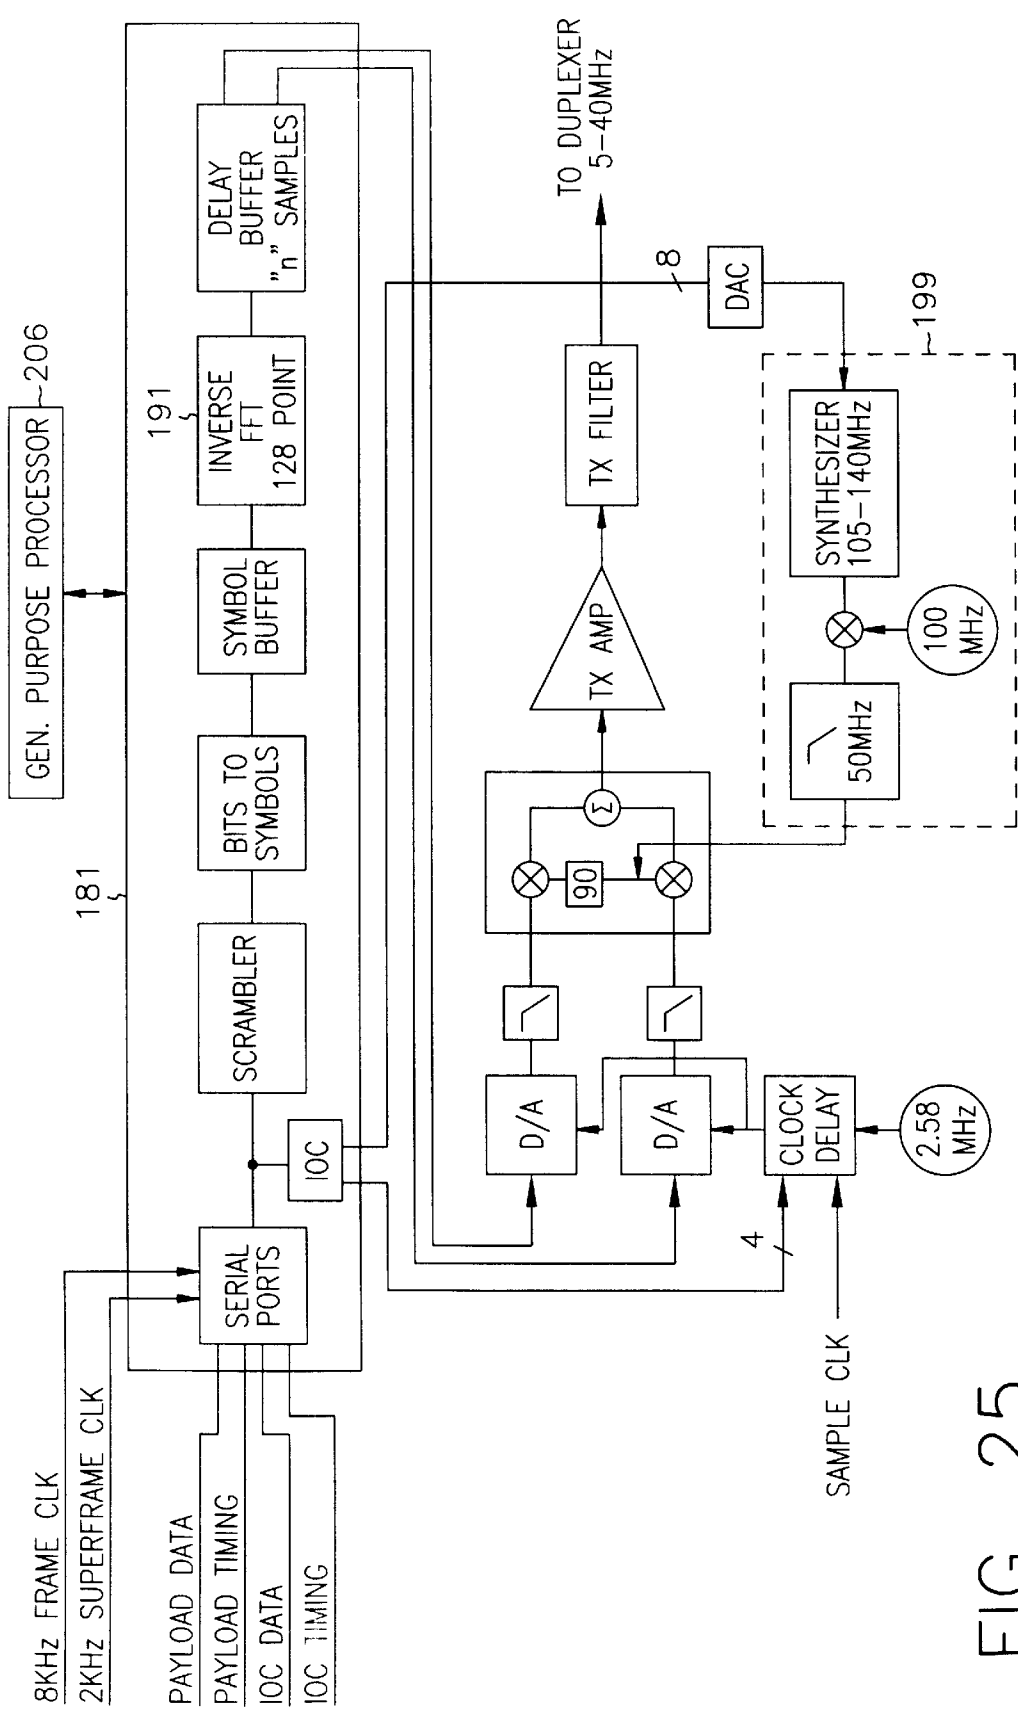 GEN. PURPOSE PROCESSOR
206
181
191
8KHz FRAME CLK
2KHz SUPERFRAME CLK
PAYLOAD DATA
PAYLOAD TIMING
IOC DATA
IOC TIMING
SERIAL
PORTS
SCRAMBLER
BITS TO
SYMBOLS
SYMBOL
BUFFER
INVERSE
FFT
128 POINT
DELAY
BUFFER
"n" SAMPLES
IOC
D/A
D/A
90
Σ
TX AMP
TX FILTER
TO DUPLEXER
5-40MHz
4
CLOCK
DELAY
SAMPLE CLK
2.58
MHz
8
DAC
199
50MHz
100
MHz
SYNTHESIZER
105-140MHz
FIG. 25